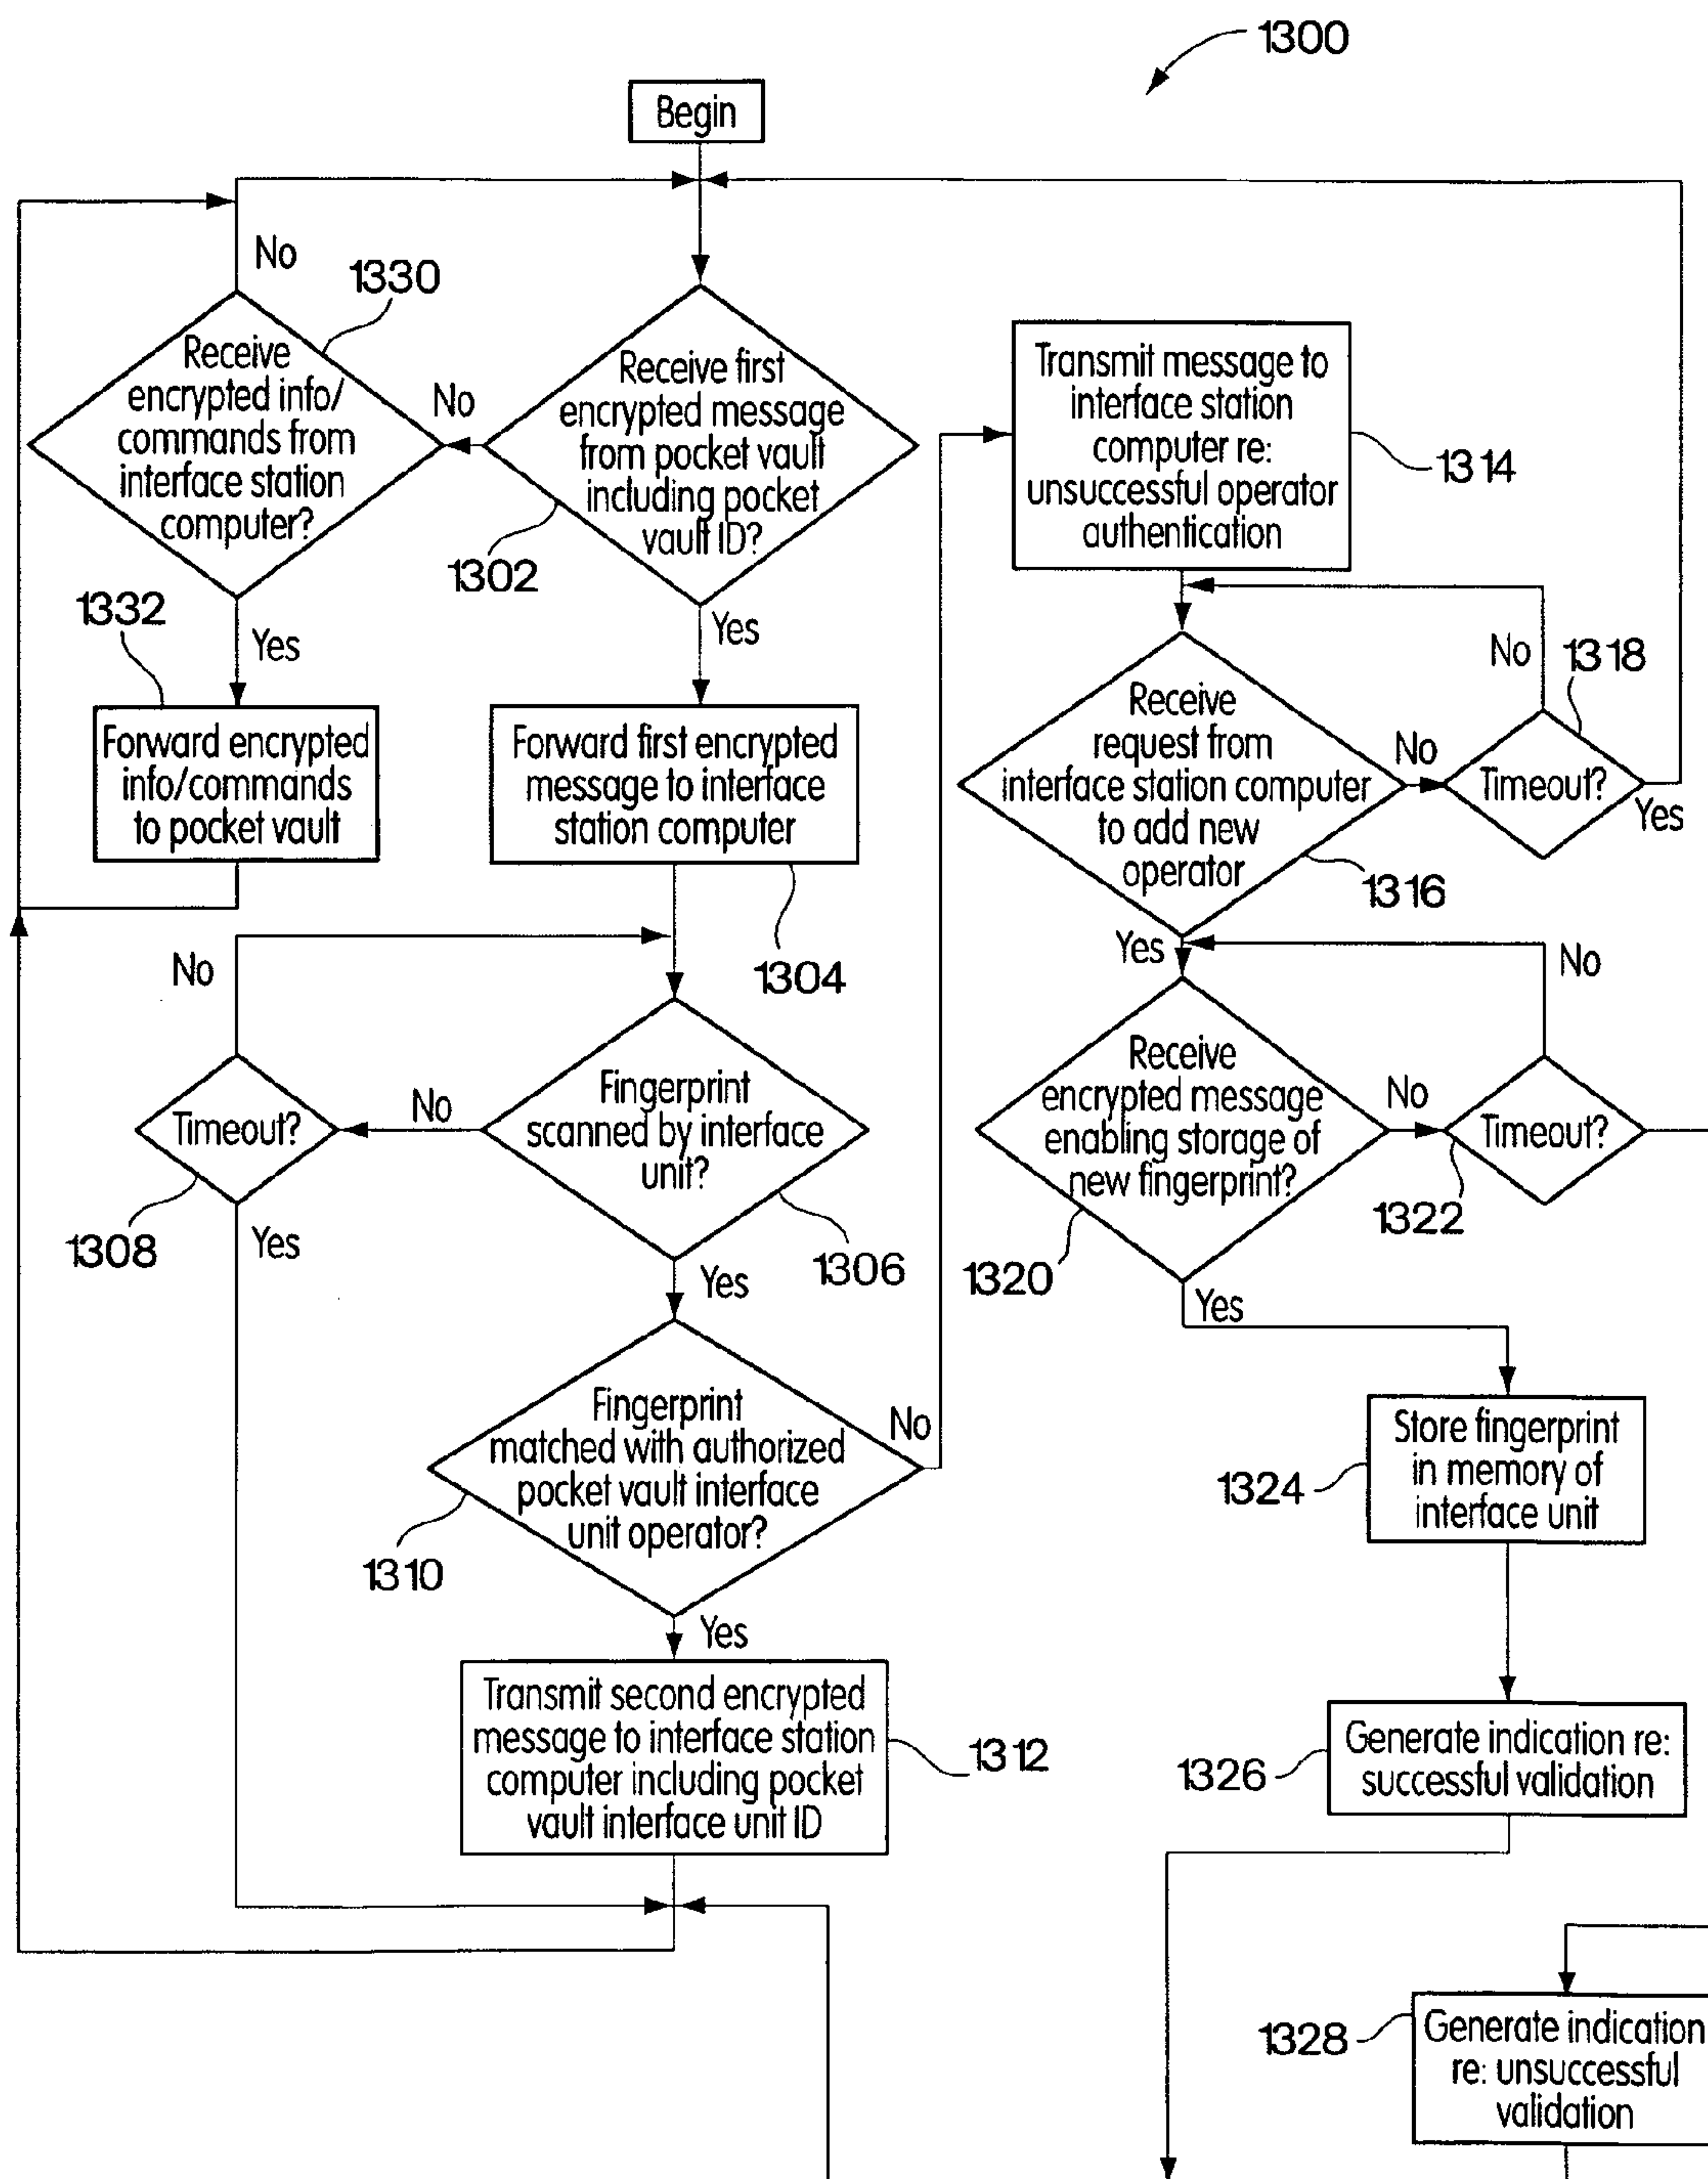 1300
Begin
No
1330
Receive
encrypted info/
commands from
interface station
computer?
No
Receive first
encrypted message
from pocket vault
including pocket
vault ID?
1302
Transmit message to
interface station
computer re:
unsuccessful operator
authentication
1314
1332
Yes
Yes
Forward encrypted
info/commands
to pocket vault
Forward first encrypted
message to interface
station computer
1304
Receive
request from
interface station computer
to add new
operator
1316
No
No
1318
Timeout?
Yes
No
Timeout?
1308
Yes
No
Fingerprint
scanned by interface
unit?
1306
Yes
Yes
Receive
encrypted message
enabling storage of
new fingerprint?
1320
No
No
Timeout?
1322
Yes
Fingerprint
matched with authorized
pocket vault interface
unit operator?
1310
No
Yes
Store fingerprint
in memory of
interface unit
1324
Transmit second encrypted
message to interface station
computer including pocket
vault interface unit ID
1312
Generate indication re:
successful validation
1326
Generate indication
re: unsuccessful
validation
1328